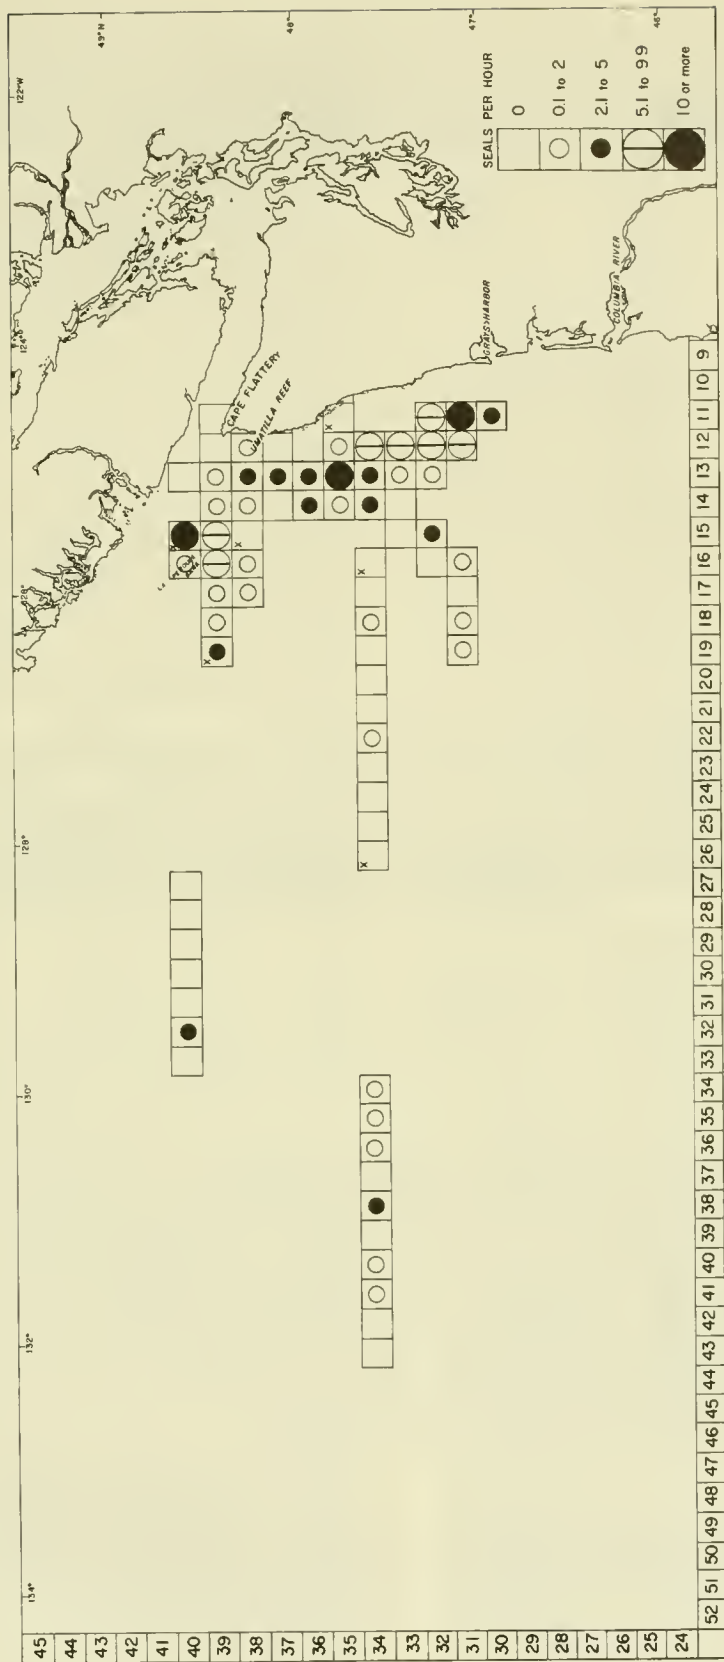 49° N
48°
47°
46°
122° W
124°
128°
128°
130°
132°
134°
CAPE FLATTERY
UMATILLA REEF
GRAYS HARBOR
COLUMBIA RIVER
SEALS PER HOUR
0
0.1 to 2
2.1 to 5
5.1 to 99
10 or more
X
X
X
X
X
45
44
43
42
41
40
39
38
37
36
35
34
33
32
31
30
29
28
27
26
25
24
52 51 50 49 48 47 46 45 44 43 42 41 40 39 38 37 36 35 34 33 32 31 30 29 28 27 26 25 24 23 22 21 20 19 18 17 16 15 14 13 12 11 10 9